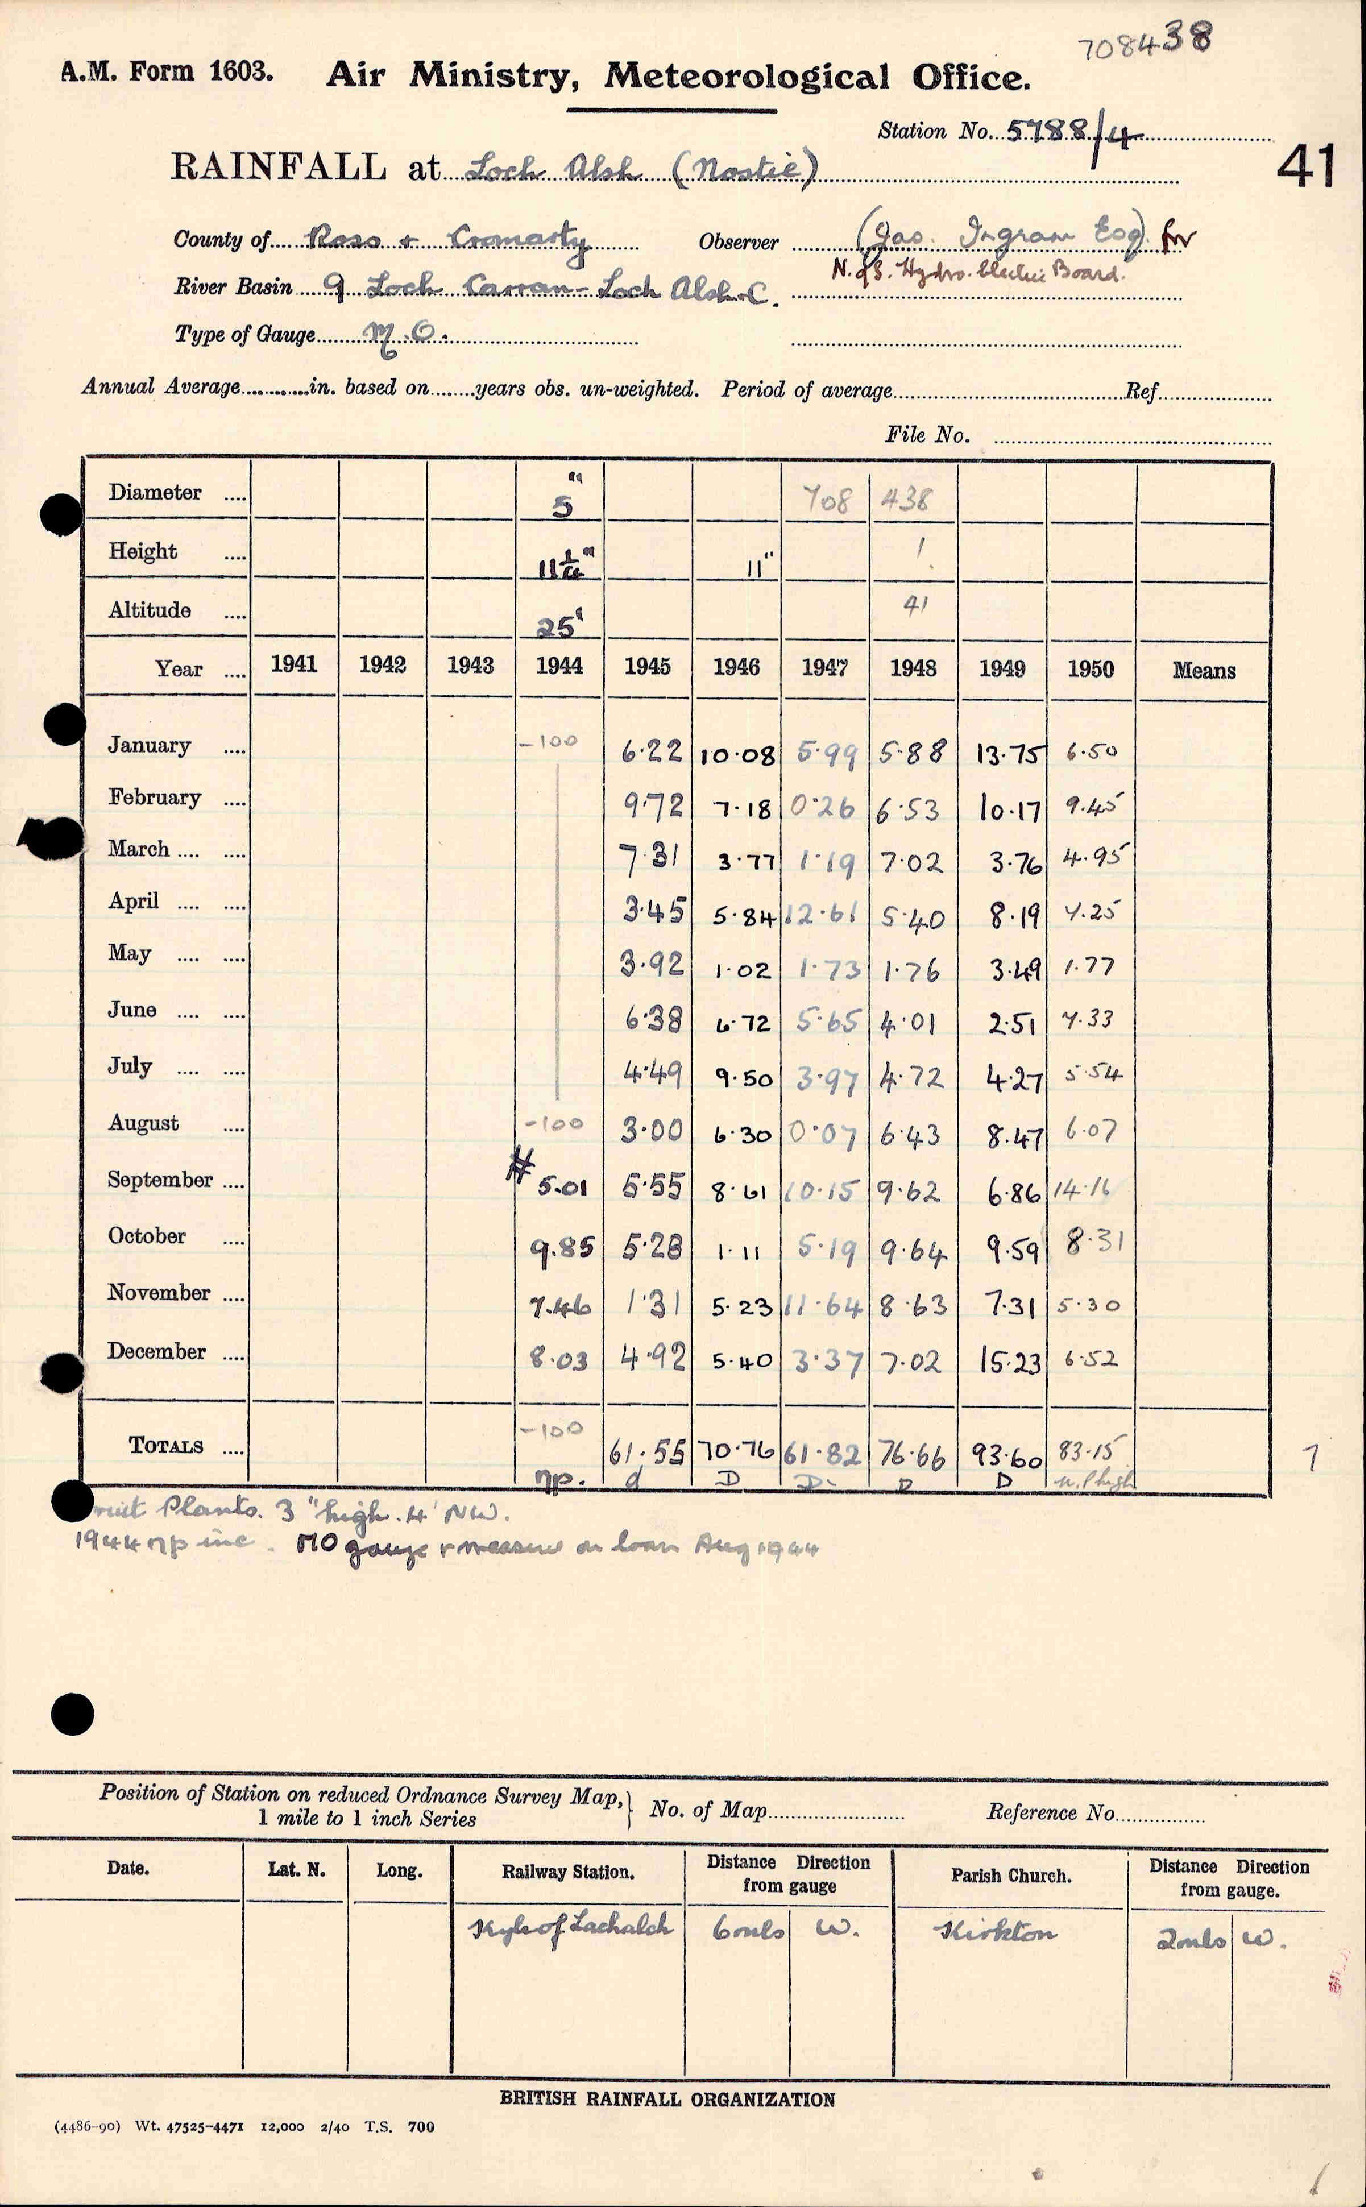 708438
A.M. Form 1603. Air Ministry, Meteorological Office.
Station No. 5788/4
41
RAINFALL at Loch Alsh (Nostie)
County of Ross + Cromarty Observer (Jas. Ingram Esq) for
N. of S. Hydro. Electric Board.
River Basin 9 Loch Carran - Loch Alsh + C.
Type of Gauge M.O.
Annual Average in. based on years obs. un-weighted. Period of average Ref
File No.
Diameter 5" 708 438
Height 11¼" 11" 1
Altitude 25' 41
Year 1941 1942 1943 1944 1945 1946 1947 1948 1949 1950 Means
January -100 6.22 10.08 5.99 5.88 13.75 6.50
February 9.72 7.18 0.26 6.53 10.17 9.45
March 7.31 3.77 1.19 7.02 3.76 4.95
April 3.45 5.84 12.61 5.40 8.19 7.25
May 3.92 1.02 1.73 1.76 3.49 1.77
June 6.38 6.72 5.65 4.01 2.51 7.33
July 4.49 9.50 3.97 4.72 4.27 5.54
August -100 3.00 6.30 0.07 6.43 8.47 6.07
September # 5.01 5.55 8.61 10.15 9.62 6.86 14.16
October 9.85 5.28 1.11 5.19 9.64 9.59 8.31
November 7.46 1.31 5.23 11.64 8.63 7.31 5.30
December 8.03 4.92 5.40 3.37 7.02 15.23 6.52
TOTALS -100 61.55 70.76 61.82 76.66 93.60 83.15
np. d D D D D n.p high
1
Plants. 3" high. 4' NW.
1944 np inc. MO gauge + measure on loan Aug 1944
Position of Station on reduced Ordnance Survey Map,
1 mile to 1 inch Series No. of Map Reference No.
Date. Lat. N. Long. Railway Station. Distance Direction from gauge Parish Church. Distance Direction from gauge.
Kyle of Lochalsh 6 mls W. Kirkton 2 mls W.
BRITISH RAINFALL ORGANIZATION
(4486-90) Wt. 47525-4471 12,000 2/40 T.S. 700